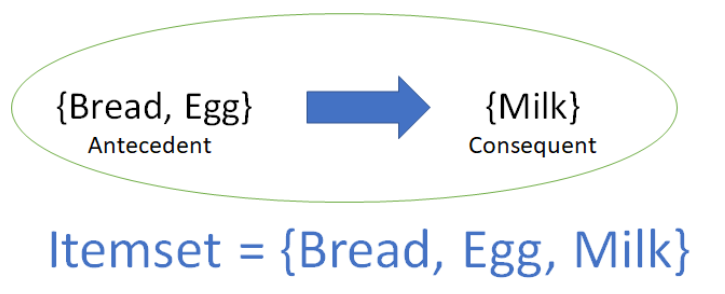 {Bread, Egg} {Milk}
Antecedent Consequent
Itemset = {Bread, Egg, Milk}